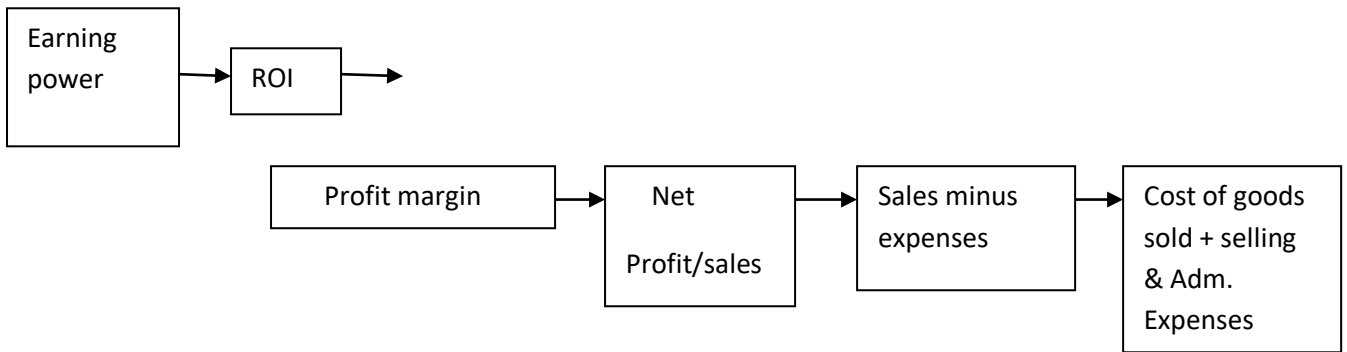 Earning
power
ROI
Profit margin
Net
Profit/sales
Sales minus
expenses
Cost of goods
sold + selling
& Adm.
Expenses